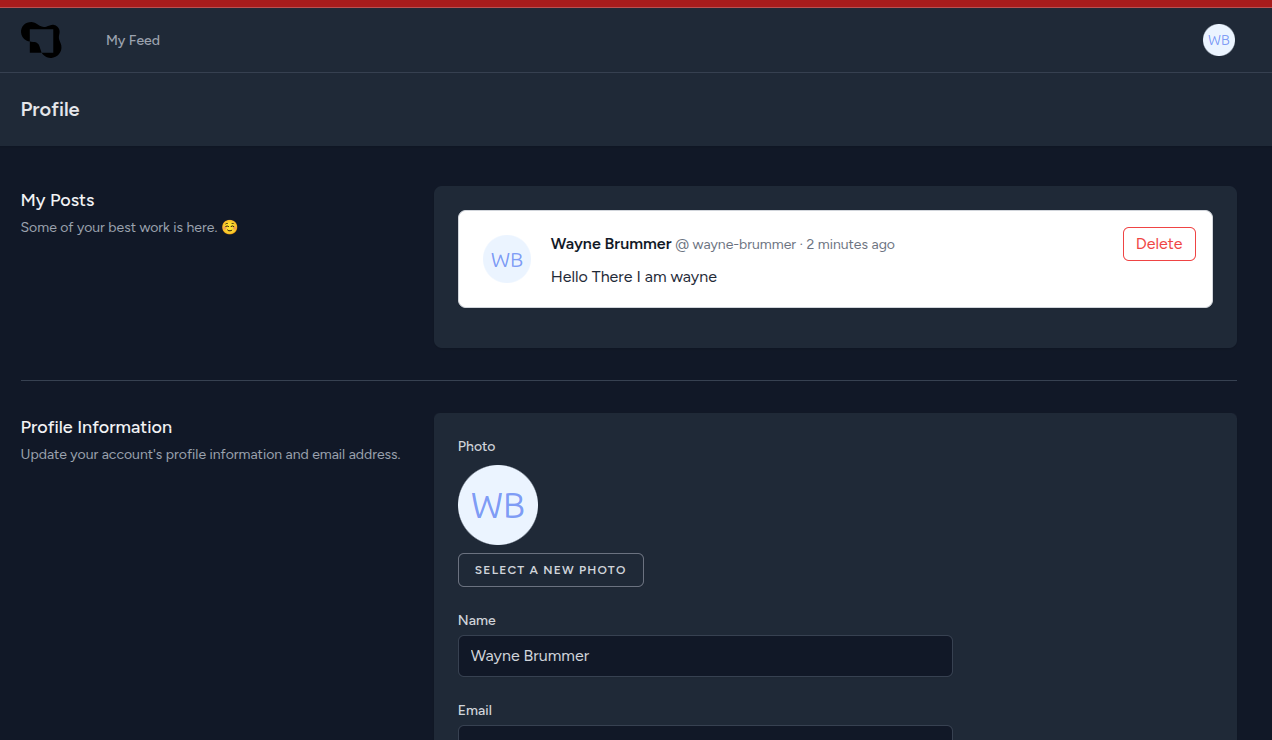 My Feed
WB
Profile
My Posts
Some of your best work is here. ☺️
WB
Wayne Brummer @ wayne-brummer · 2 minutes ago
Delete
Hello There I am wayne
Profile Information
Update your account's profile information and email address.
Photo
WB
SELECT A NEW PHOTO
Name
Wayne Brummer
Email